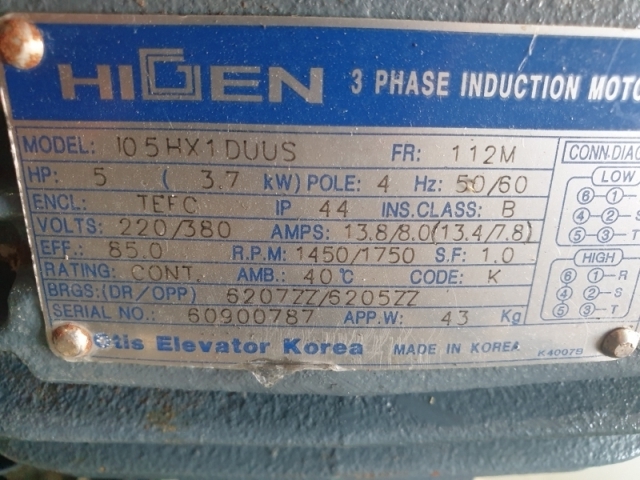 HIGEN 3 PHASE INDUCTION MOTO
MODEL: 105HX1DUUS FR: 112M
HP: 5 ( 3.7 kW) POLE: 4 Hz: 50/60
ENCL: TEFC IP 44 INS.CLASS: B
VOLTS: 220/380 AMPS: 13.8/8.0(13.4/7.8)
EFF.: 85.0 R.P.M: 1450/1750 S.F: 1.0
RATING: CONT. AMB.: 40℃ CODE: K
BRGS:(DR/OPP) 6207ZZ/6205ZZ
SERIAL NO.: 60900787 APP.W: 43 Kg
Otis Elevator Korea MADE IN KOREA K4007B
CONN-DIAG
LOW
6 1
4 2 S
5 3 T
HIGH
6 1 R
4 2 S
5 3 T